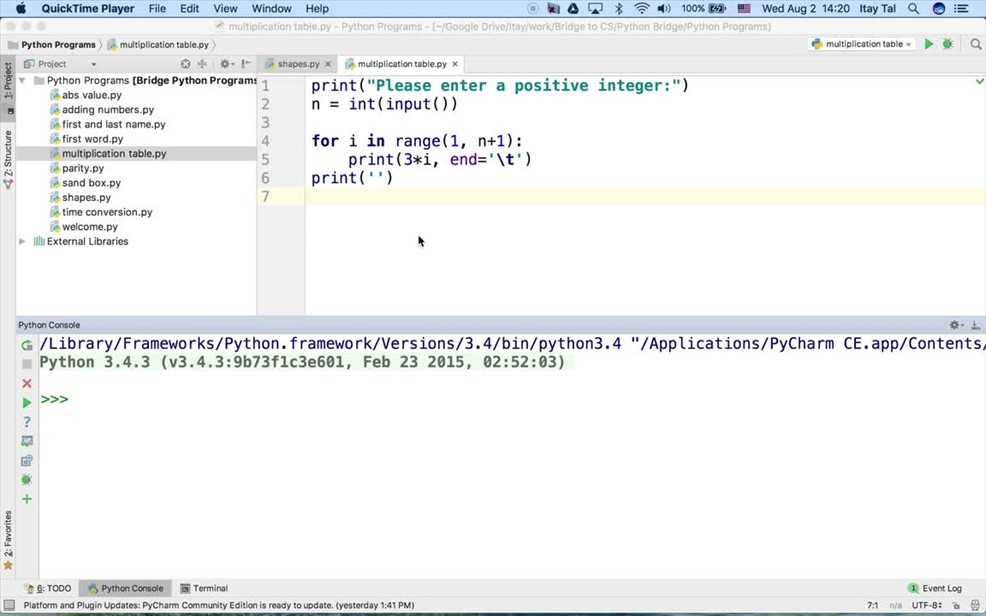 QuickTime Player File Edit View Window Help 100% Wed Aug 2 14:20 Itay Tal
multiplication table.py - Python Programs - [~/Google Drive/Itay/work/Bridge to CS/Python Bridge/Python Programs]
Python Programs multiplication table.py multiplication table
Project shapes.py multiplication table.py
1: Project
Z: Structure
2: Favorites
Python Programs [Bridge Python Programs
abs value.py
adding numbers.py
first and last name.py
first word.py
multiplication table.py
parity.py
sand box.py
shapes.py
time conversion.py
welcome.py
External Libraries
1 print("Please enter a positive integer:")
2 n = int(input())
3
4 for i in range(1, n+1):
5 print(3*i, end='\t')
6 print('')
7
Python Console
/Library/Frameworks/Python.framework/Versions/3.4/bin/python3.4 "/Applications/PyCharm CE.app/Contents/
Python 3.4.3 (v3.4.3:9b73f1c3e601, Feb 23 2015, 02:52:03)
>>>
6: TODO Python Console Terminal 1 Event Log
Platform and Plugin Updates: PyCharm Community Edition is ready to update. (yesterday 1:41 PM) 7:1 n/a UTF-8